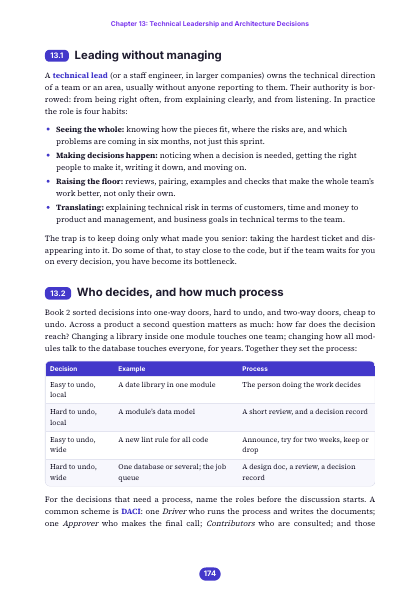 Chapter 13: Technical Leadership and Architecture Decisions
13.1 Leading without managing
A technical lead (or a staff engineer, in larger companies) owns the technical direction
of a team or an area, usually without anyone reporting to them. Their authority is bor-
rowed: from being right often, from explaining clearly, and from listening. In practice
the role is four habits:
• Seeing the whole: knowing how the pieces fit, where the risks are, and which
problems are coming in six months, not just this sprint.
• Making decisions happen: noticing when a decision is needed, getting the right
people to make it, writing it down, and moving on.
• Raising the floor: reviews, pairing, examples and checks that make the whole team's
work better, not only their own.
• Translating: explaining technical risk in terms of customers, time and money to
product and management, and business goals in technical terms to the team.
The trap is to keep doing only what made you senior: taking the hardest ticket and dis-
appearing into it. Do some of that, to stay close to the code, but if the team waits for you
on every decision, you have become its bottleneck.
13.2 Who decides, and how much process
Book 2 sorted decisions into one-way doors, hard to undo, and two-way doors, cheap to
undo. Across a product a second question matters as much: how far does the decision
reach? Changing a library inside one module touches one team; changing how all mod-
ules talk to the database touches everyone, for years. Together they set the process:
Decision Example Process
Easy to undo, A date library in one module The person doing the work decides
local
Hard to undo, A module's data model A short review, and a decision record
local
Easy to undo, A new lint rule for all code Announce, try for two weeks, keep or
wide drop
Hard to undo, One database or several; the job A design doc, a review, a decision
wide queue record
For the decisions that need a process, name the roles before the discussion starts. A
common scheme is DACI: one Driver who runs the process and writes the documents;
one Approver who makes the final call; Contributors who are consulted; and those
174